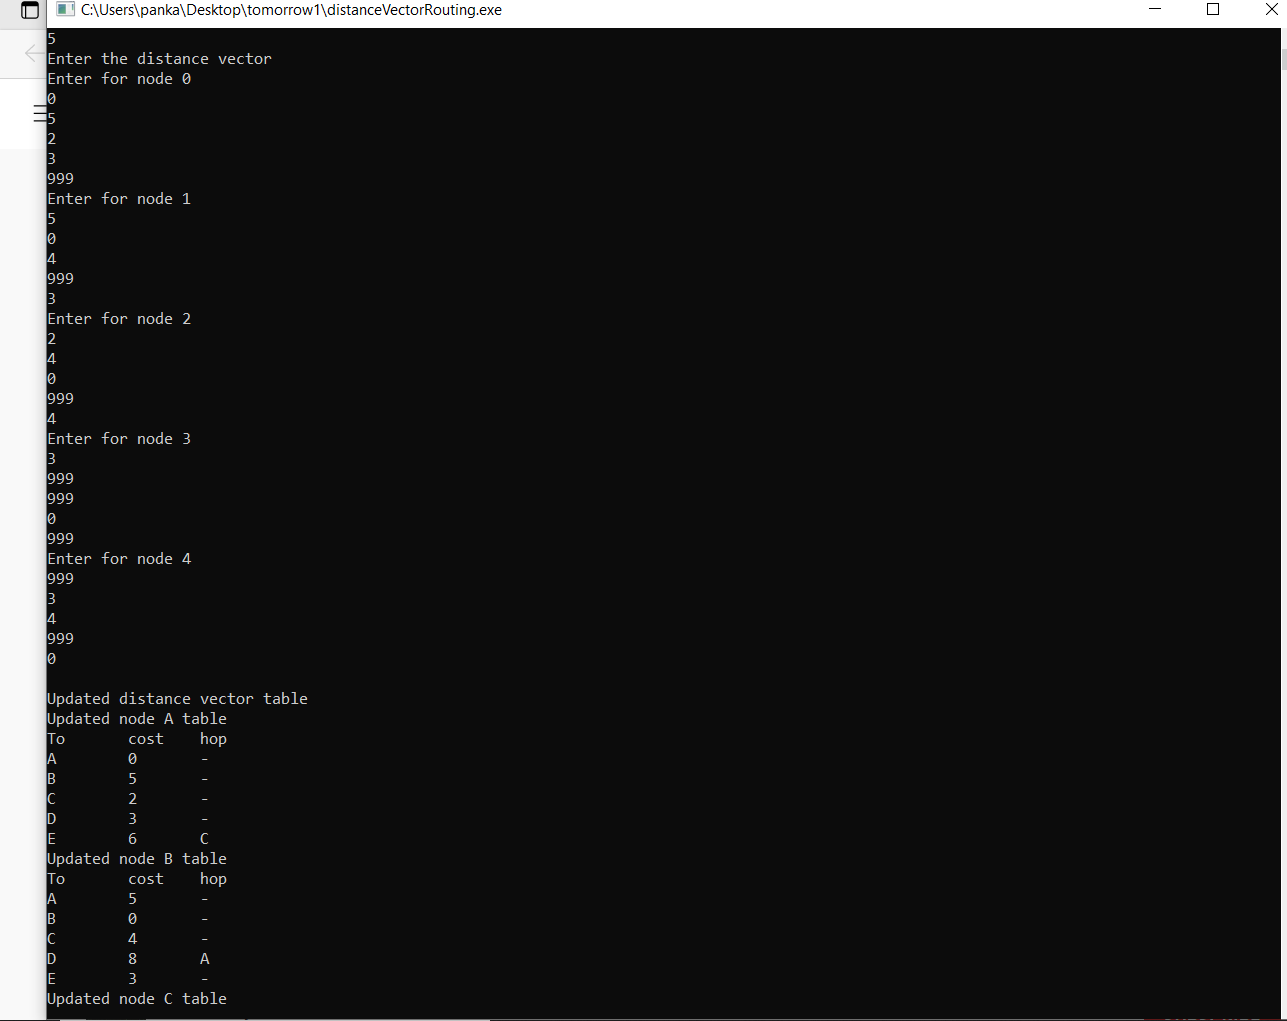 C:\Users\panka\Desktop\tomorrow1\distanceVectorRouting.exe
5
Enter the distance vector
Enter for node 0
0
5
2
3
999
Enter for node 1
5
0
4
999
3
Enter for node 2
2
4
0
999
4
Enter for node 3
3
999
999
0
999
Enter for node 4
999
3
4
999
0
Updated distance vector table
Updated node A table
To cost hop
A 0 -
B 5 -
C 2 -
D 3 -
E 6 C
Updated node B table
To cost hop
A 5 -
B 0 -
C 4 -
D 8 A
E 3 -
Updated node C table